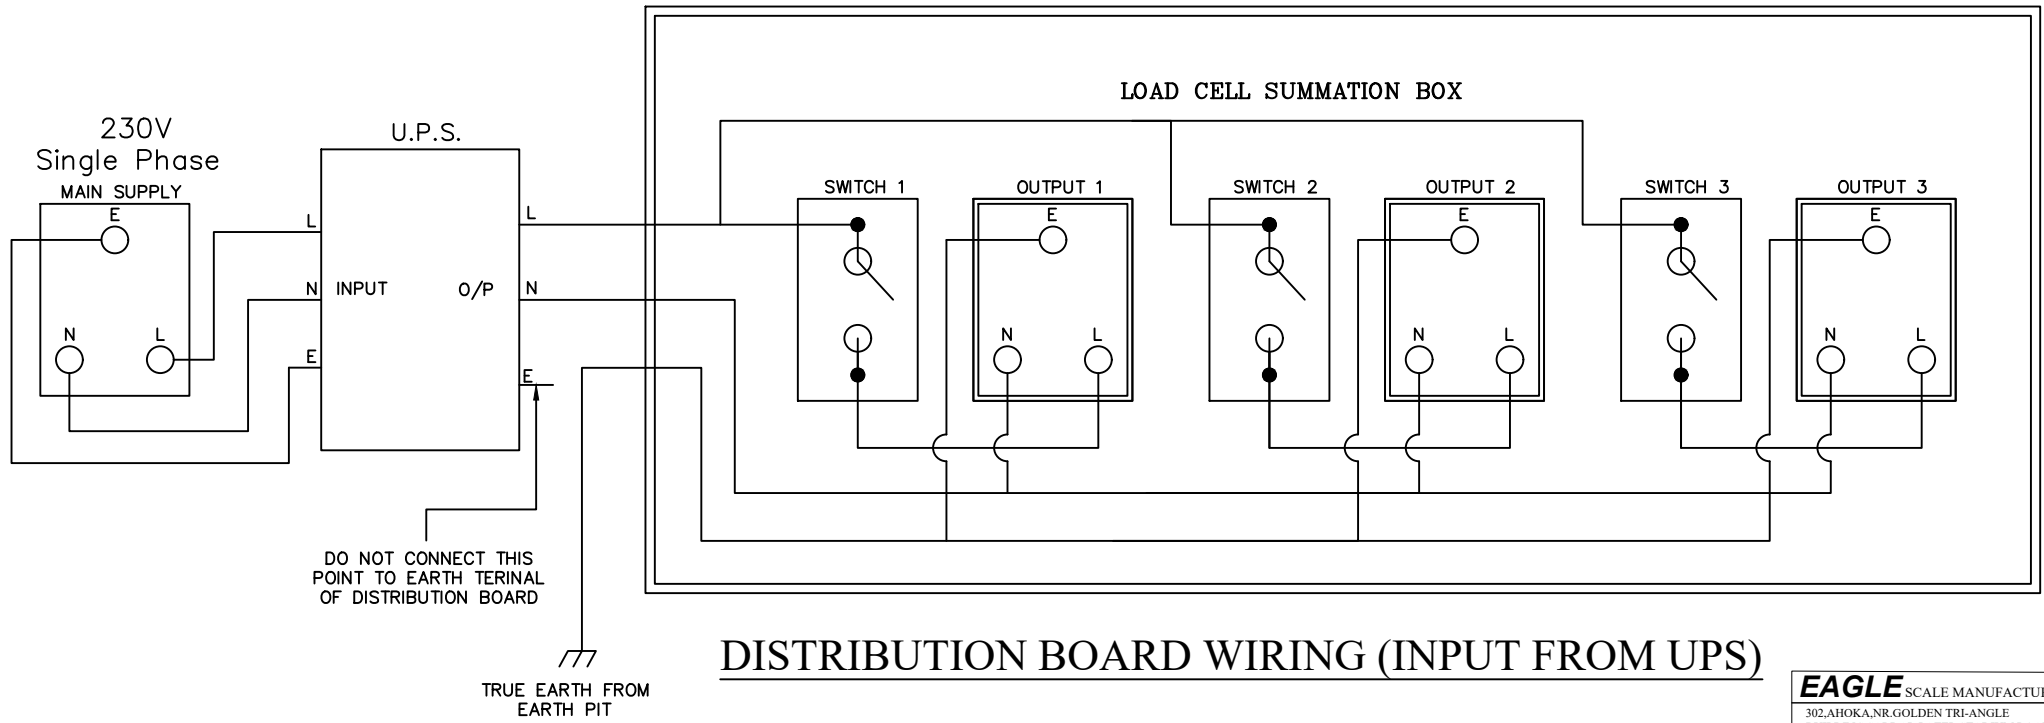 LOAD CELL SUMMATION BOX
230V
Single Phase
MAIN SUPPLY
E
N
L
U.P.S.
L
N
E
INPUT
O/P
L
N
E
SWITCH 1
OUTPUT 1
E
N
L
SWITCH 2
OUTPUT 2
E
N
L
SWITCH 3
OUTPUT 3
E
N
L
DO NOT CONNECT THIS
POINT TO EARTH TERINAL
OF DISTRIBUTION BOARD
TRUE EARTH FROM
EARTH PIT
DISTRIBUTION BOARD WIRING (INPUT FROM UPS)
EAGLE SCALE MANUFACTU
302,AHOKA,NR.GOLDEN TRI-ANGLE